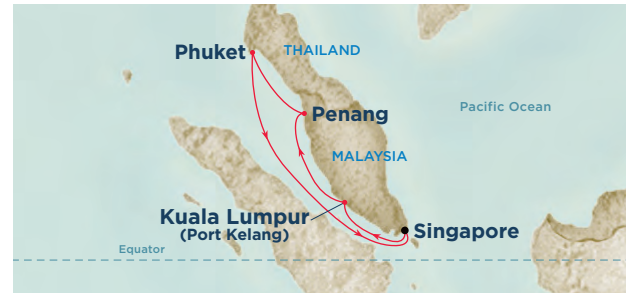 Phuket
THAILAND
Penang
Pacific Ocean
MALAYSIA
Kuala Lumpur
(Port Kelang)
Singapore
Equator